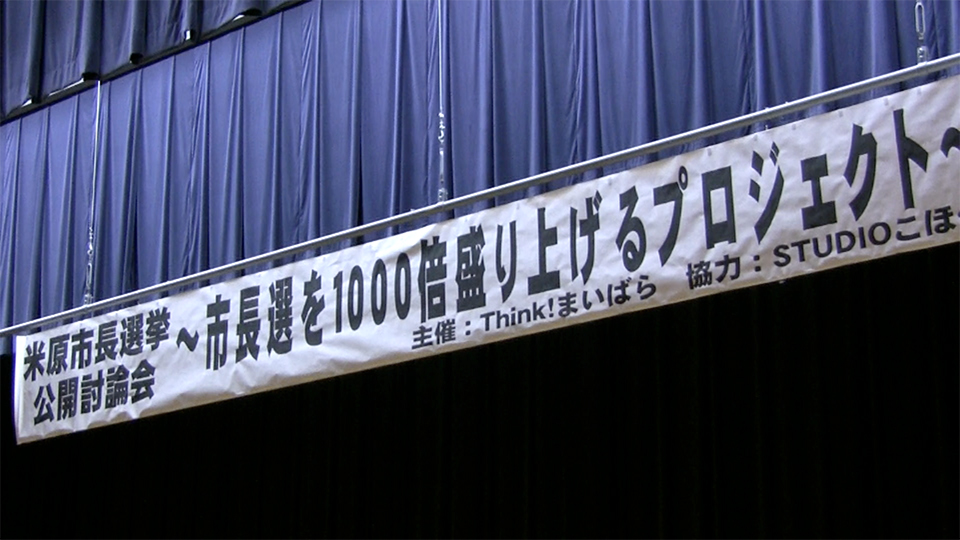 米原市長選挙
公開討論会
～市長選を1000倍盛り上げるプロジェクト～
主催：Think!まいばら 協力：STUDIOこほ